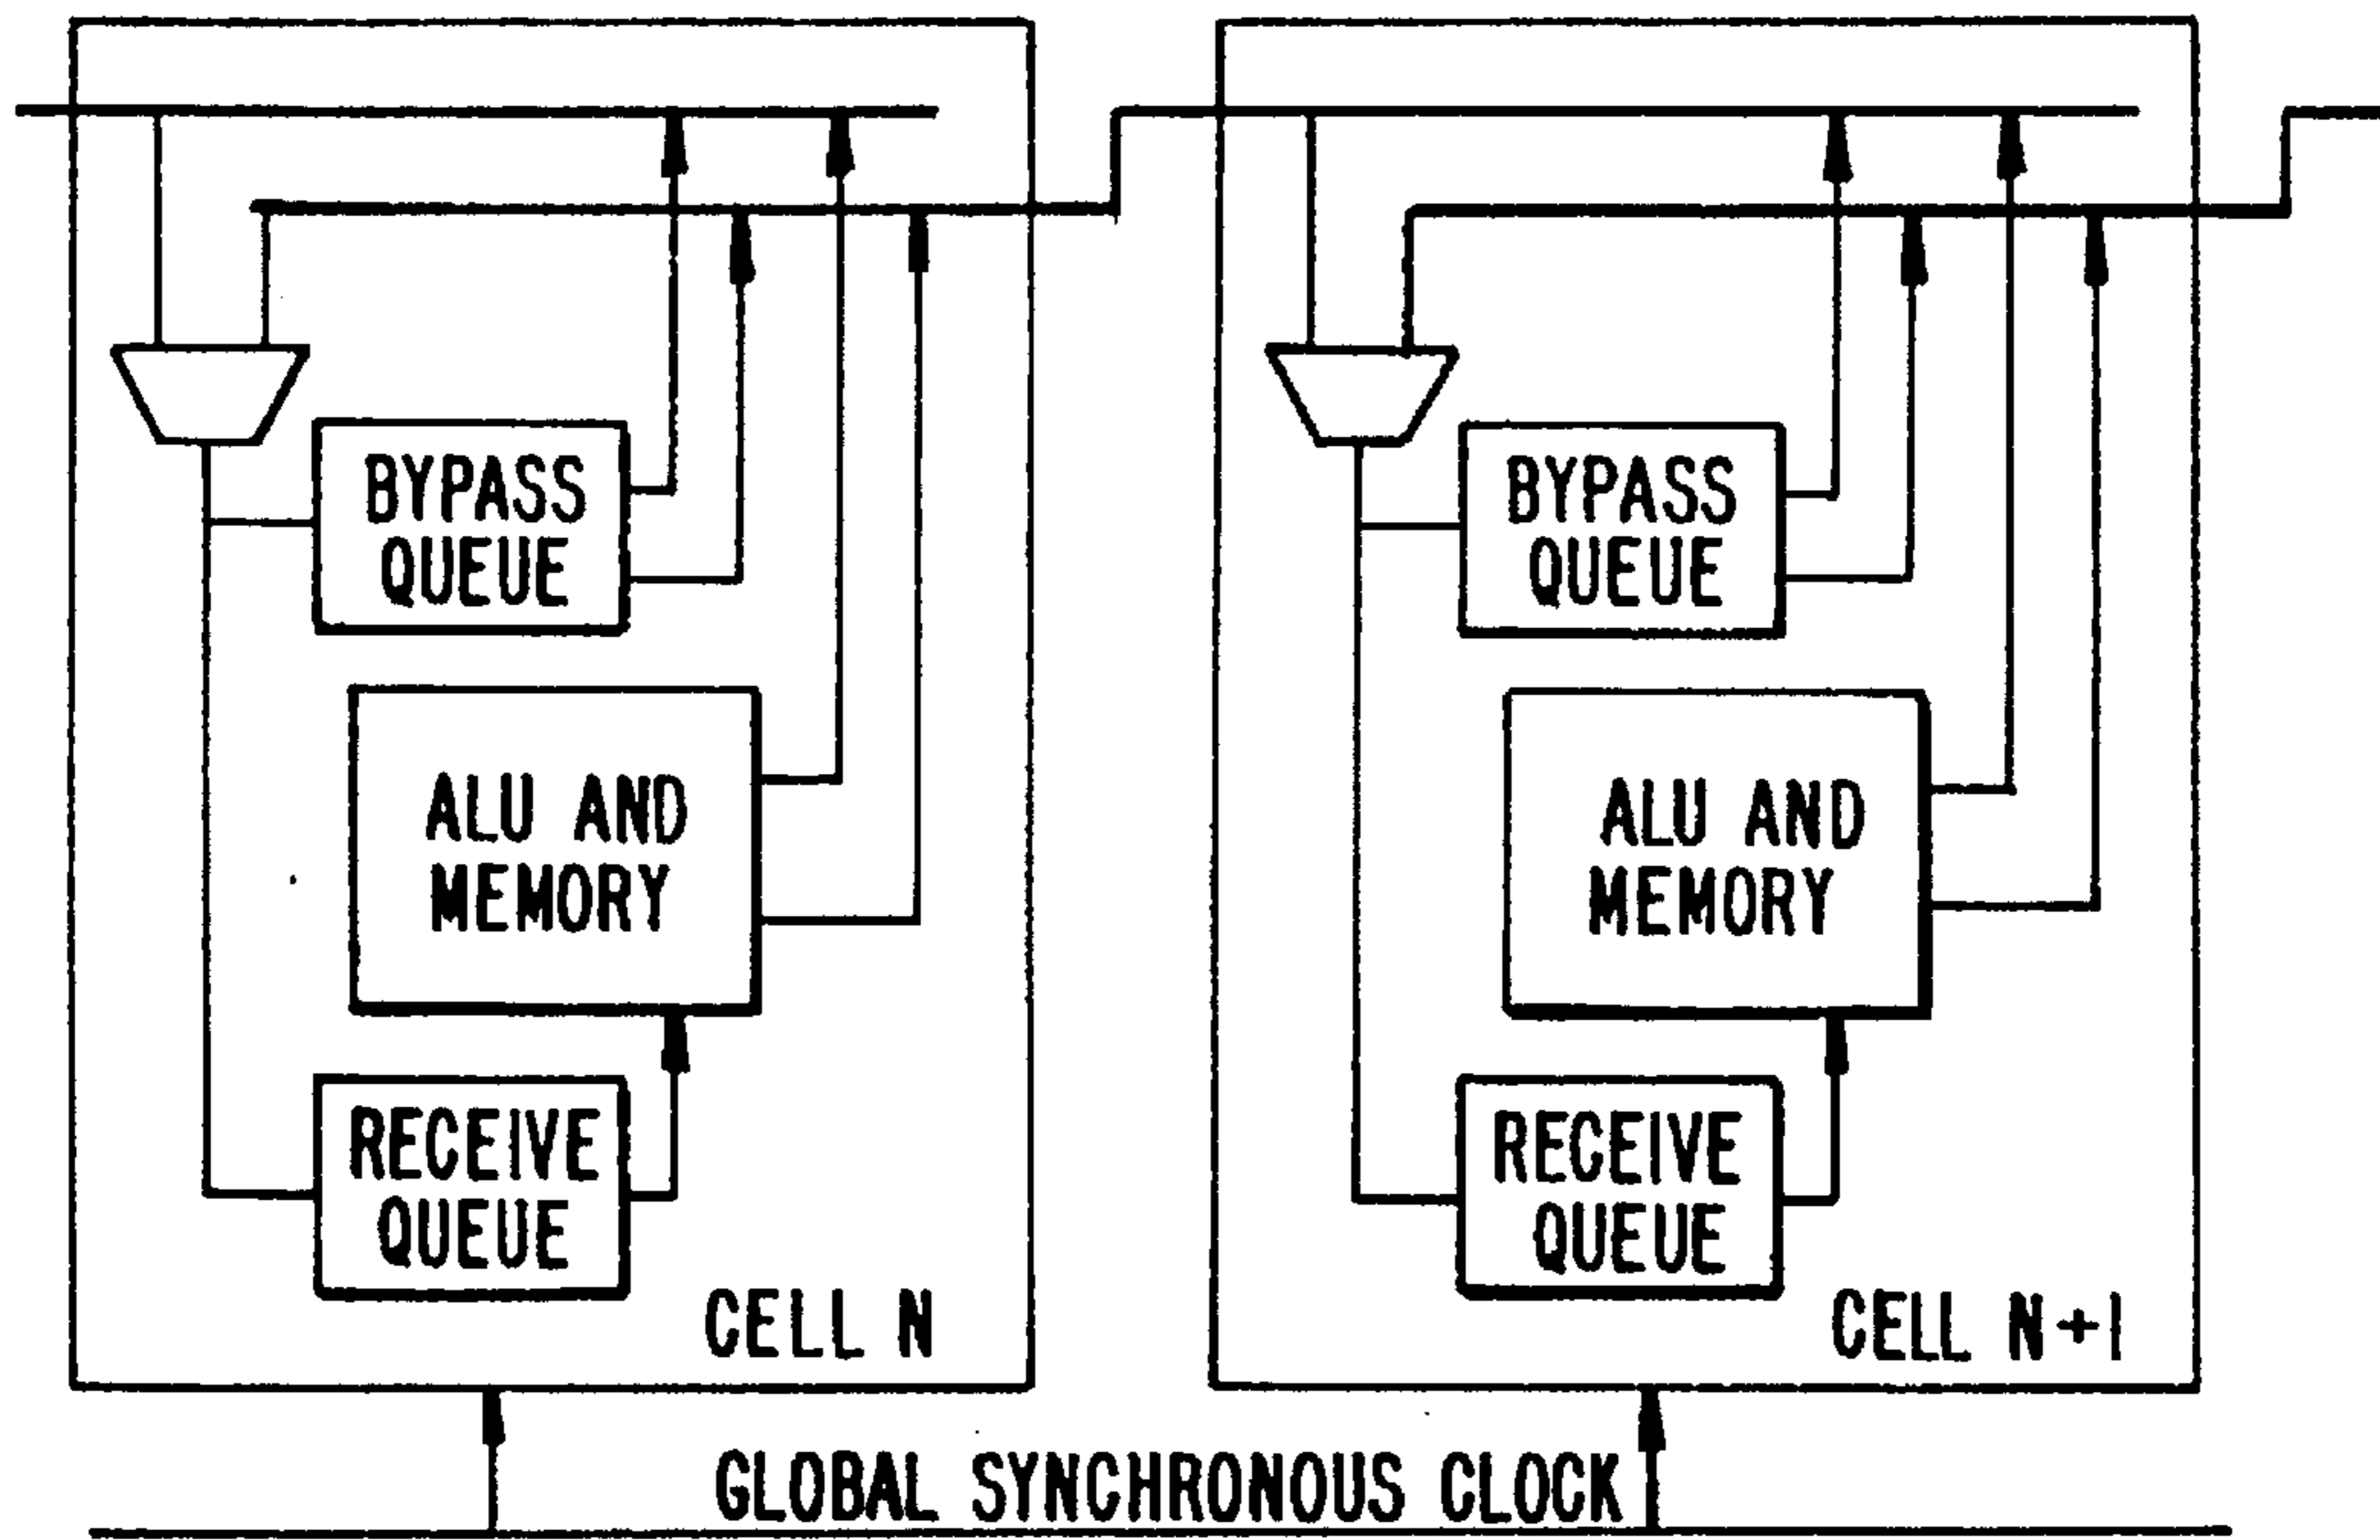 BYPASS
QUEUE
ALU AND
MEMORY
RECEIVE
QUEUE
CELL N
BYPASS
QUEUE
ALU AND
MEMORY
RECEIVE
QUEUE
CELL N+1
GLOBAL SYNCHRONOUS CLOCK